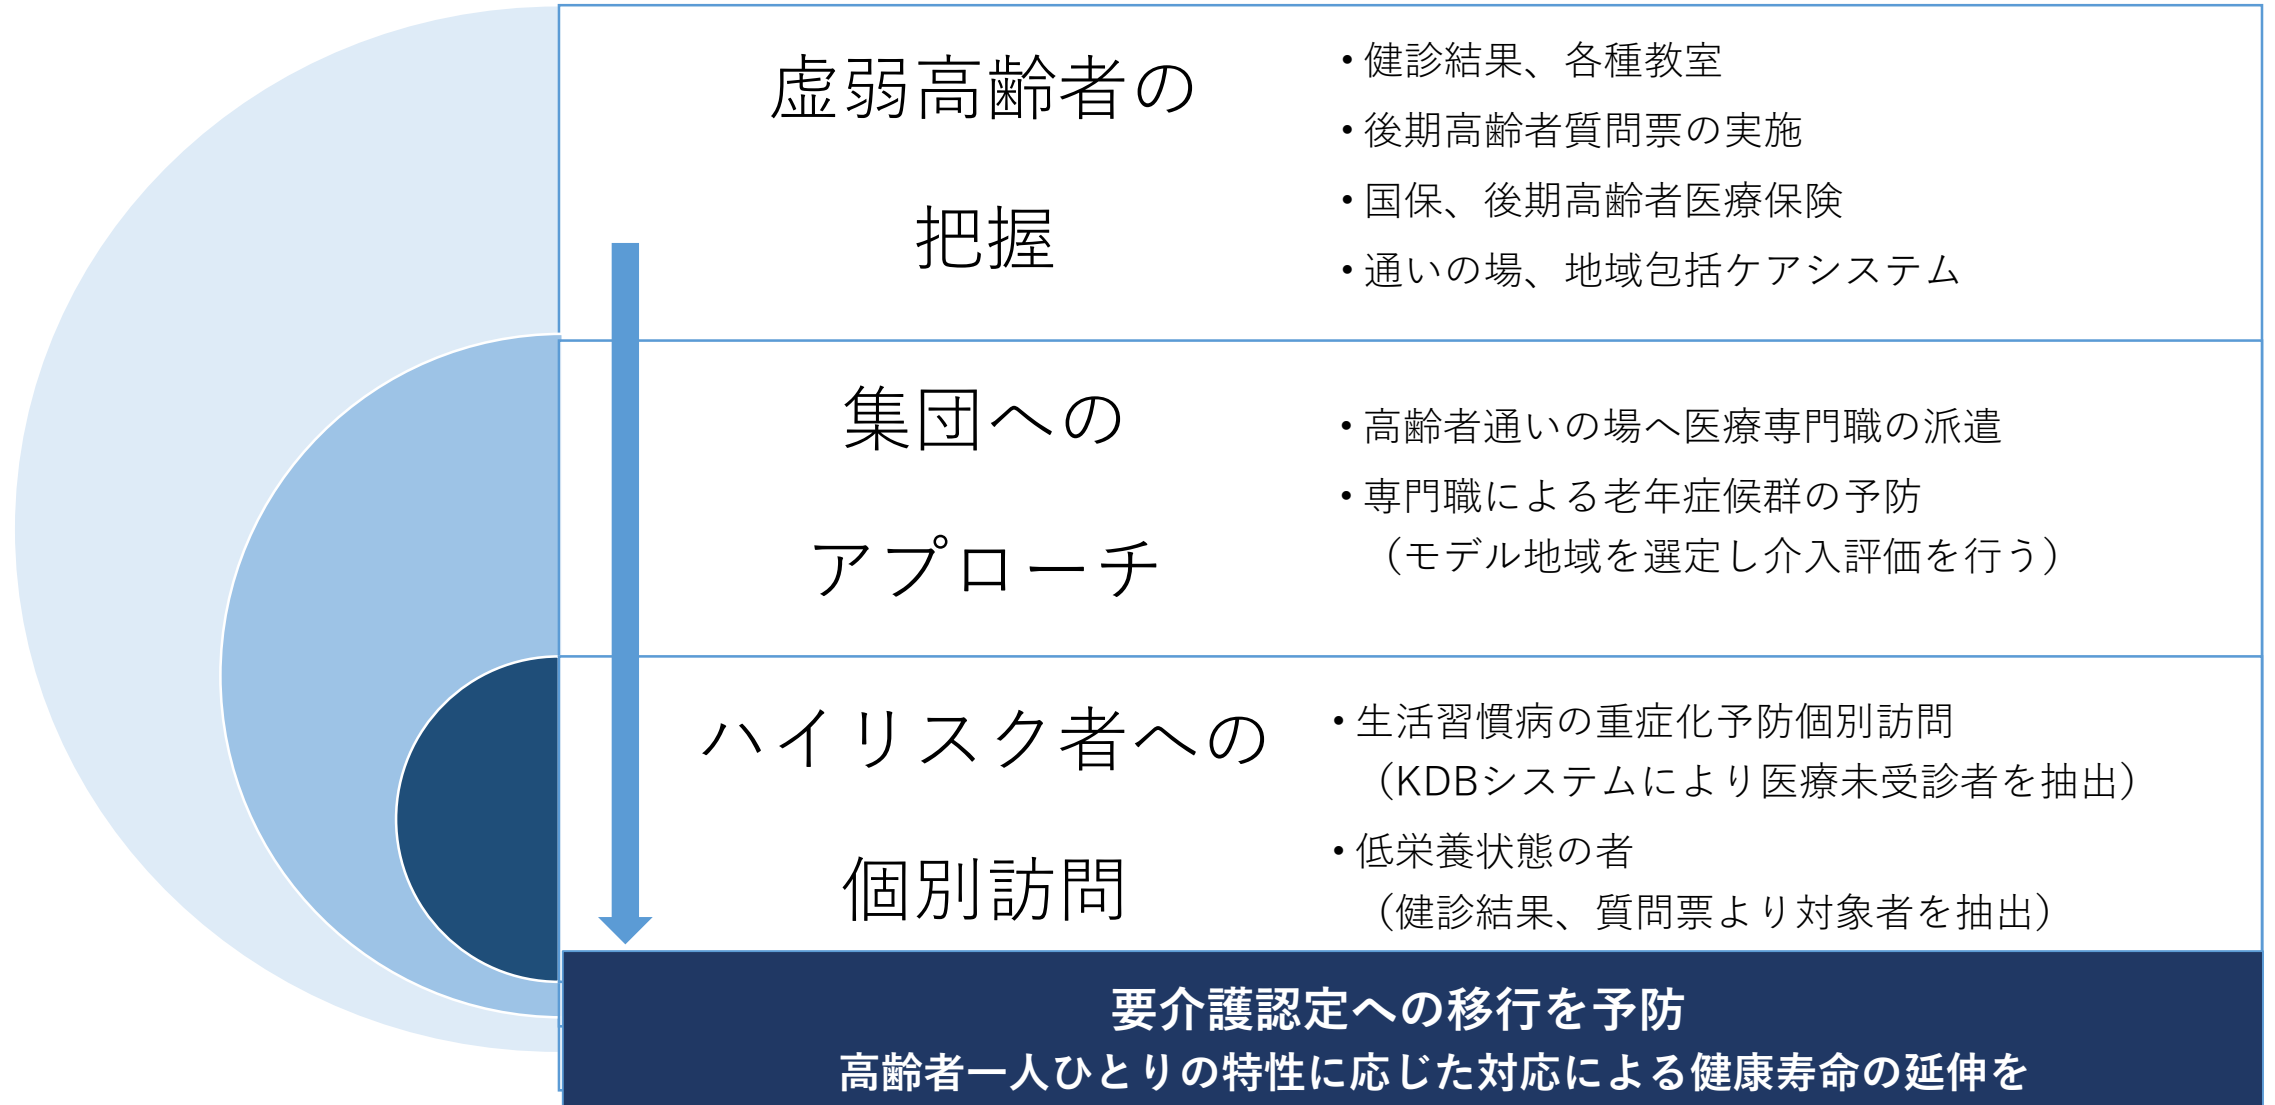 虚弱高齢者の
把握
• 健診結果、各種教室
• 後期高齢者質問票の実施
• 国保、後期高齢者医療保険
• 通いの場、地域包括ケアシステム
集団への
アプローチ
• 高齢者通いの場へ医療専門職の派遣
• 専門職による老年症候群の予防
（モデル地域を選定し介入評価を行う）
ハイリスク者への
個別訪問
• 生活習慣病の重症化予防個別訪問
（KDBシステムにより医療未受診者を抽出）
• 低栄養状態の者
（健診結果、質問票より対象者を抽出）
要介護認定への移行を予防
高齢者一人ひとりの特性に応じた対応による健康寿命の延伸を